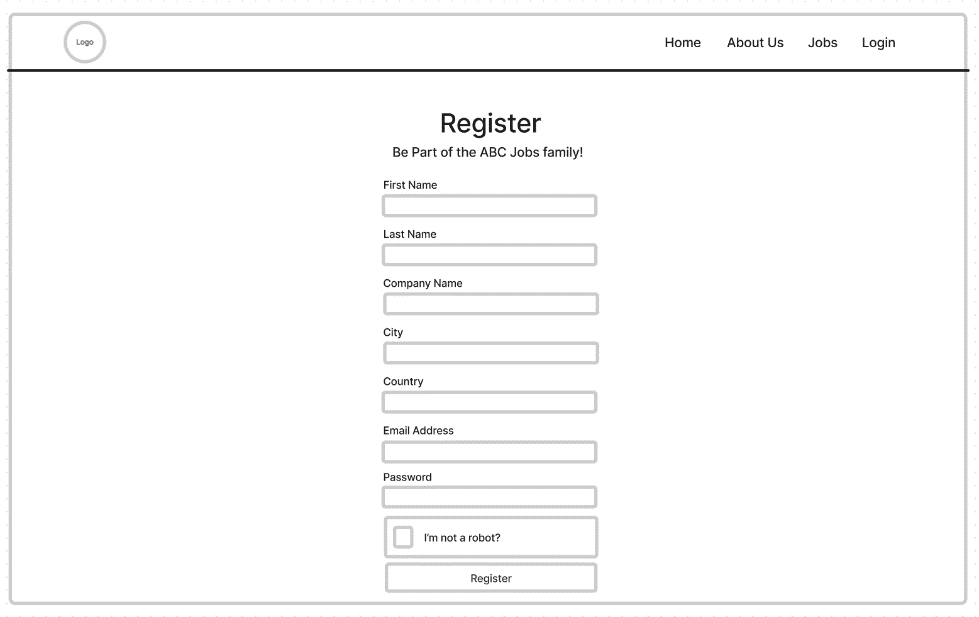 Logo
Home About Us Jobs Login
Register
Be Part of the ABC Jobs family!
First Name
Last Name
Company Name
City
Country
Email Address
Password
I'm not a robot?
Register